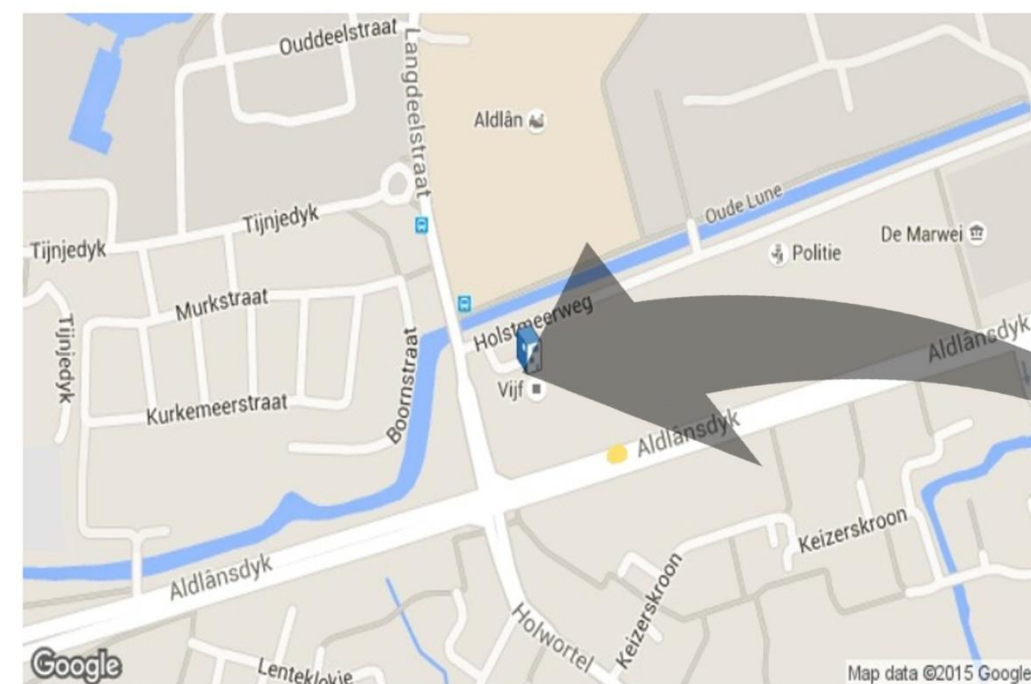 Ouddeelstraat
Langdeelstraat
Aldlân
Tijnjedyk
Oude Lune
Tijnjedyk
De Marwei
Politie
Murkstraat
Holstmeerweg
Tijnjedyk
Boornstraat
Aldlânsdyk
Vijf
Kurkemeerstraat
Aldlânsdyk
Keizerskroon
Aldlânsdyk
Keizerskroon
Holwortel
Google
Lenteklokje
Map data ©2015 Google